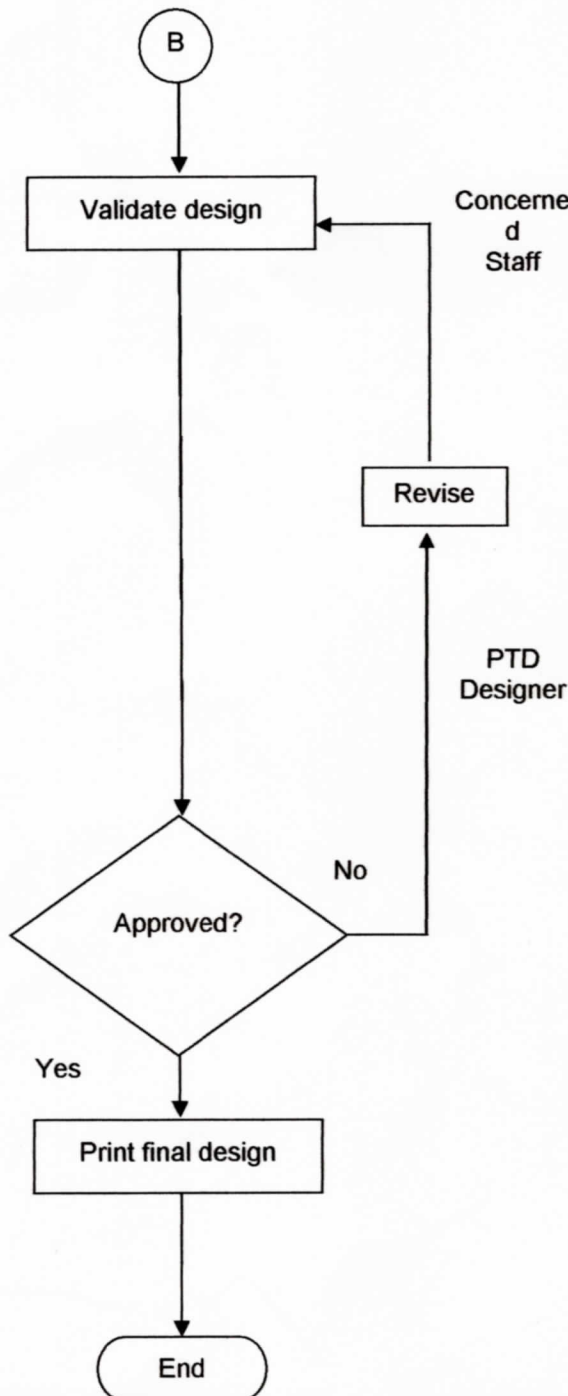 B
Validate design
Concerne
d
Staff
Revise
PTD
Designer
No
Approved?
Yes
Print final design
End